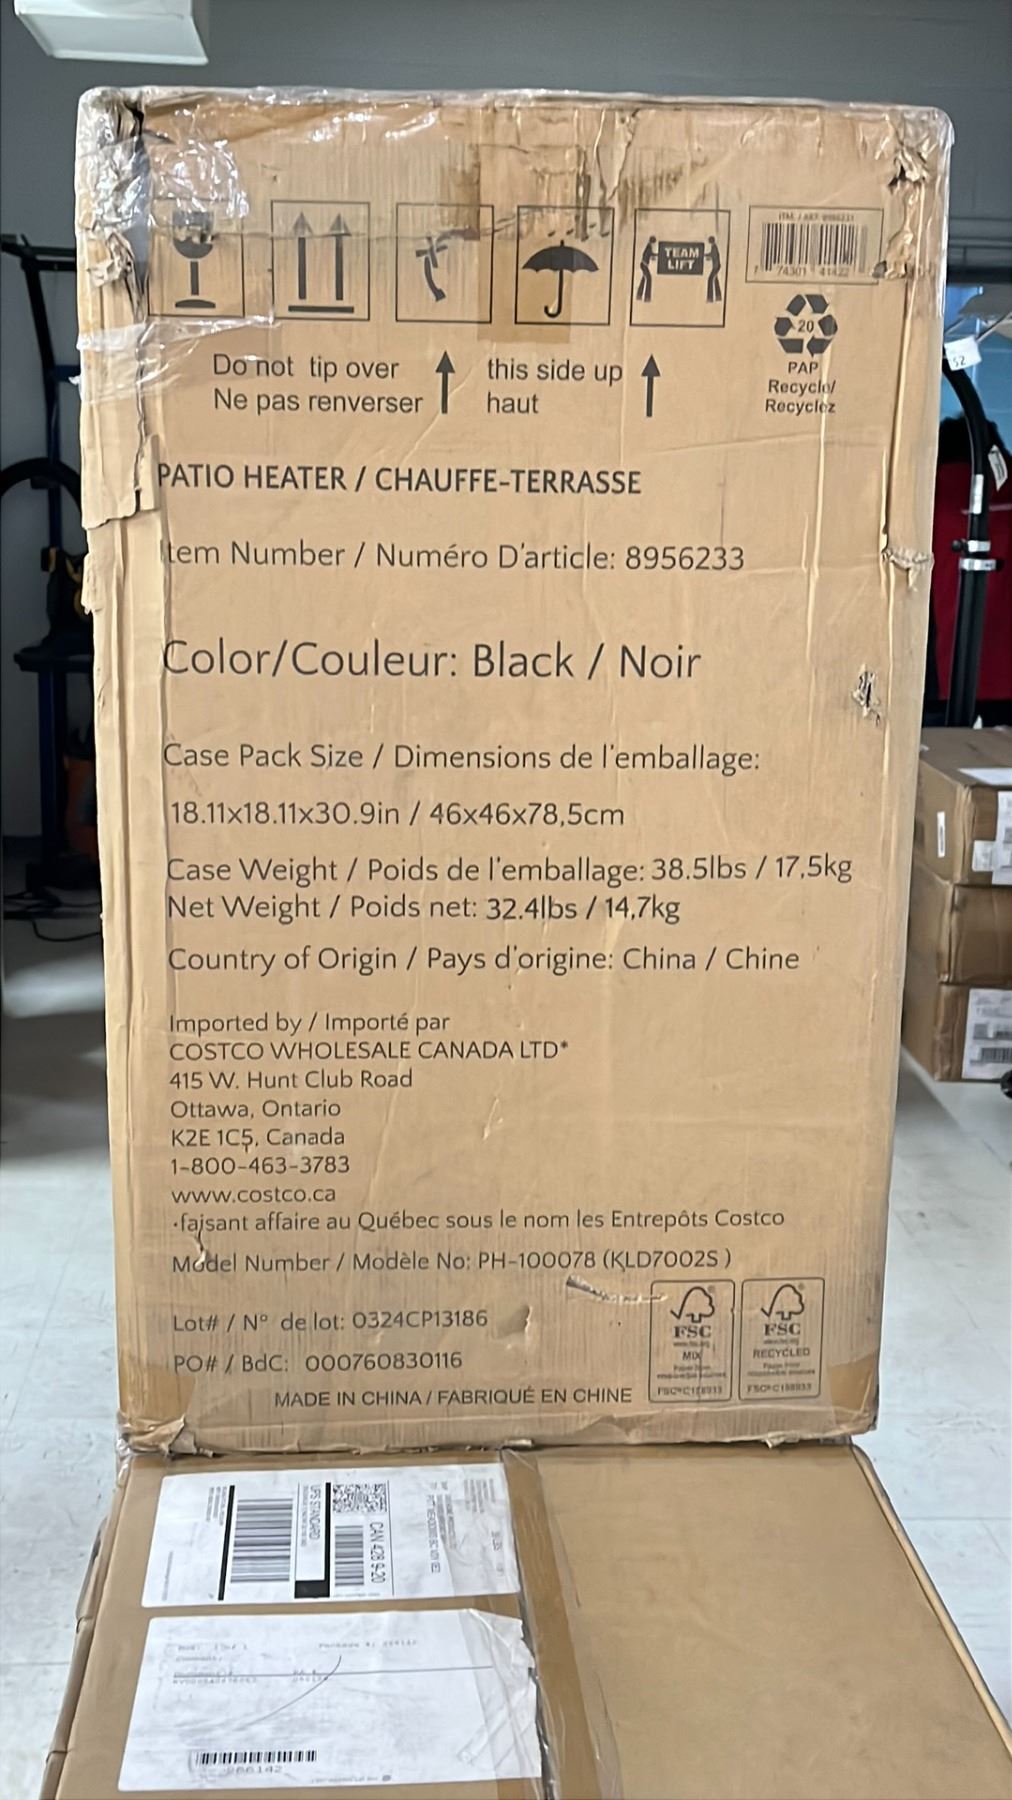 TEAM
LIFT
20
PAP
Recycle/
Recyclez
Do not tip over
Ne pas renverser
this side up
haut
52
PATIO HEATER / CHAUFFE-TERRASSE
Item Number / Numéro D'article: 8956233
Color/Couleur: Black / Noir
Case Pack Size / Dimensions de l'emballage:
18.11x18.11x30.9in / 46x46x78,5cm
Case Weight / Poids de l'emballage: 38.5lbs / 17,5kg
Net Weight / Poids net: 32.4lbs / 14,7kg
Country of Origin / Pays d'origine: China / Chine
Imported by / Importé par
COSTCO WHOLESALE CANADA LTD*
415 W. Hunt Club Road
Ottawa, Ontario
K2E 1C5, Canada
1-800-463-3783
www.costco.ca
•faisant affaire au Québec sous le nom les Entrepôts Costco
Model Number / Modèle No: PH-100078 (KLD7002S )
Lot# / Nº de lot: 0324CP13186
PO# / BdC: 000760830116
MADE IN CHINA / FABRIQUÉ EN CHINE
FSC
MIX
FSC
RECYCLED
UPS STANDARD
CAN 428 9-20
266142